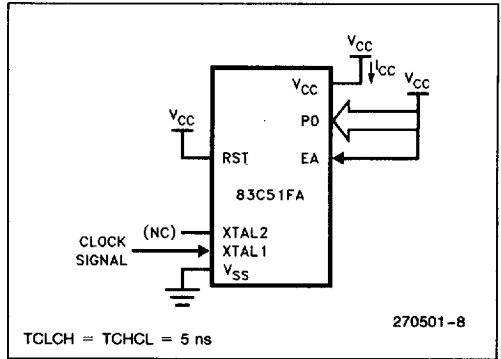 VCC
ICC
VCC
VCC
VCC
P0
RST
EA
83C51FA
(NC)
XTAL2
CLOCK SIGNAL
XTAL1
VSS
270501-8
TCLCH = TCHCL = 5 ns